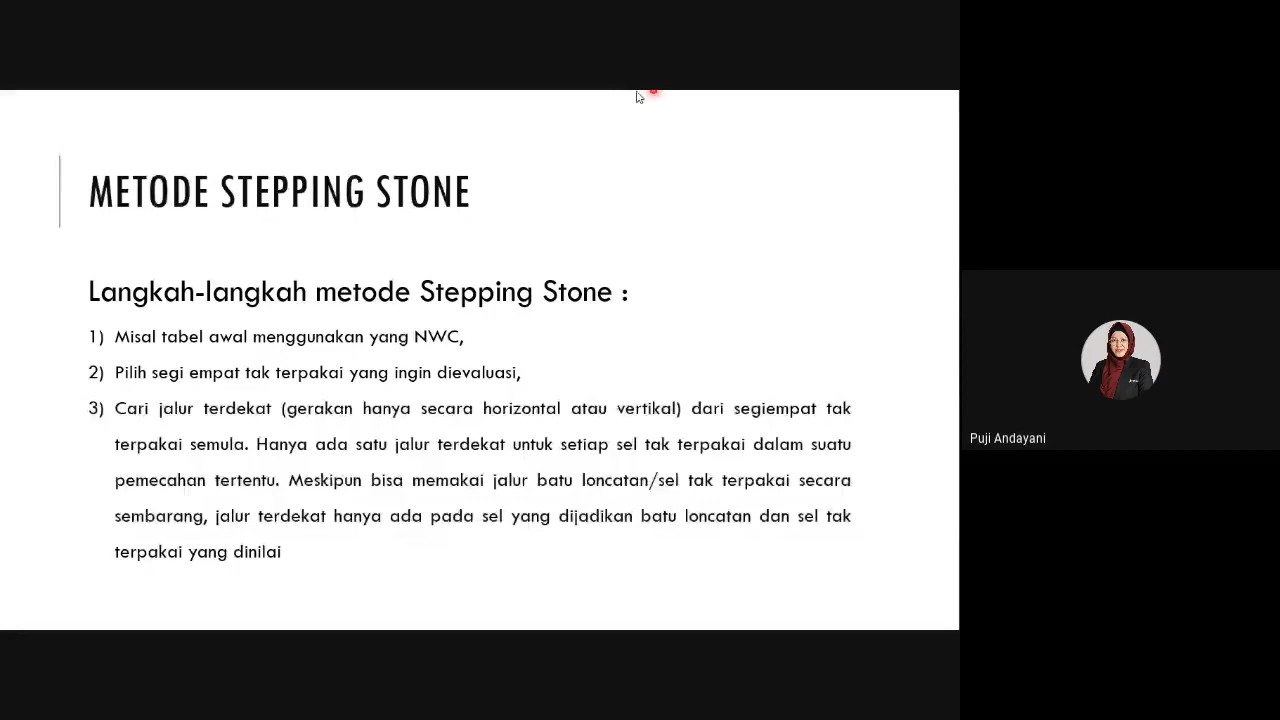 METODE STEPPING STONE
Langkah-langkah metode Stepping Stone :
1) Misal tabel awal menggunakan yang NWC,
2) Pilih segi empat tak terpakai yang ingin dievaluasi,
3) Cari jalur terdekat (gerakan hanya secara horizontal atau vertikal) dari segiempat tak
terpakai semula. Hanya ada satu jalur terdekat untuk setiap sel tak terpakai dalam suatu
pemecahan tertentu. Meskipun bisa memakai jalur batu loncatan/sel tak terpakai secara
sembarang, jalur terdekat hanya ada pada sel yang dijadikan batu loncatan dan sel tak
terpakai yang dinilai
Puji Andayani